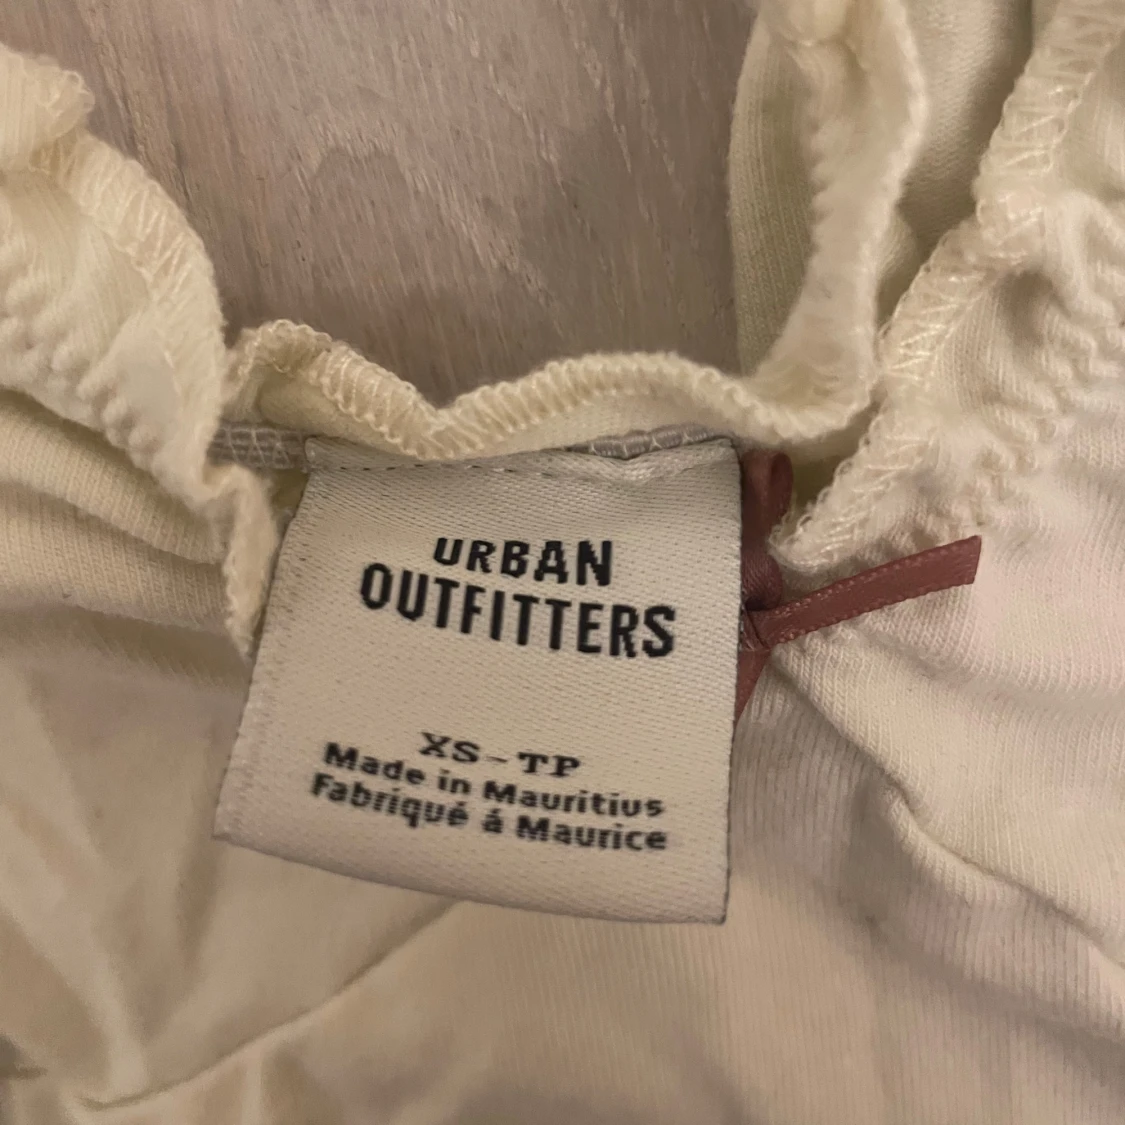 URBAN
OUTFITTERS
XS-TP
Made in Mauritius
Fabriqué á Maurice